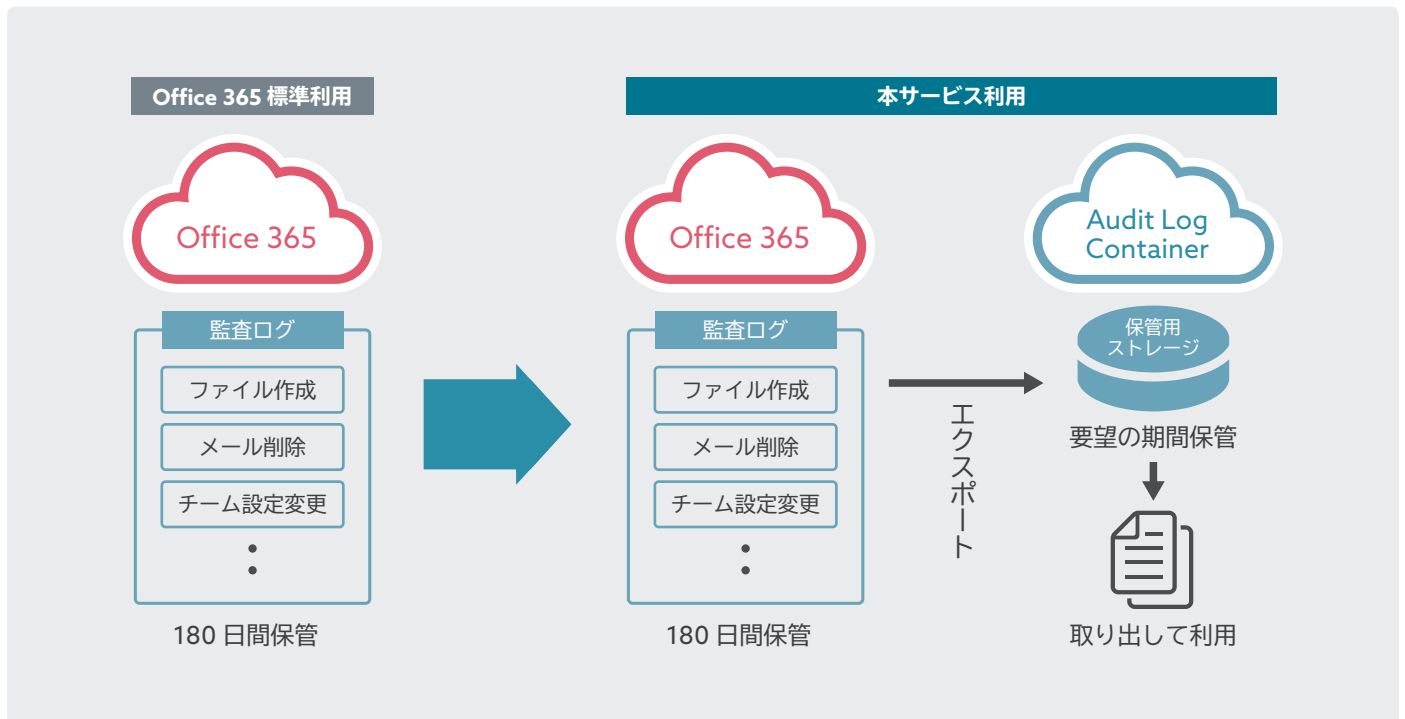 Office 365 標準利用
Office 365
監査ログ
ファイル作成
メール削除
チーム設定変更
180 日間保管
本サービス利用
Office 365
監査ログ
ファイル作成
メール削除
チーム設定変更
180 日間保管
エクスポート
Audit Log
Container
保管用
ストレージ
要望の期間保管
取り出して利用